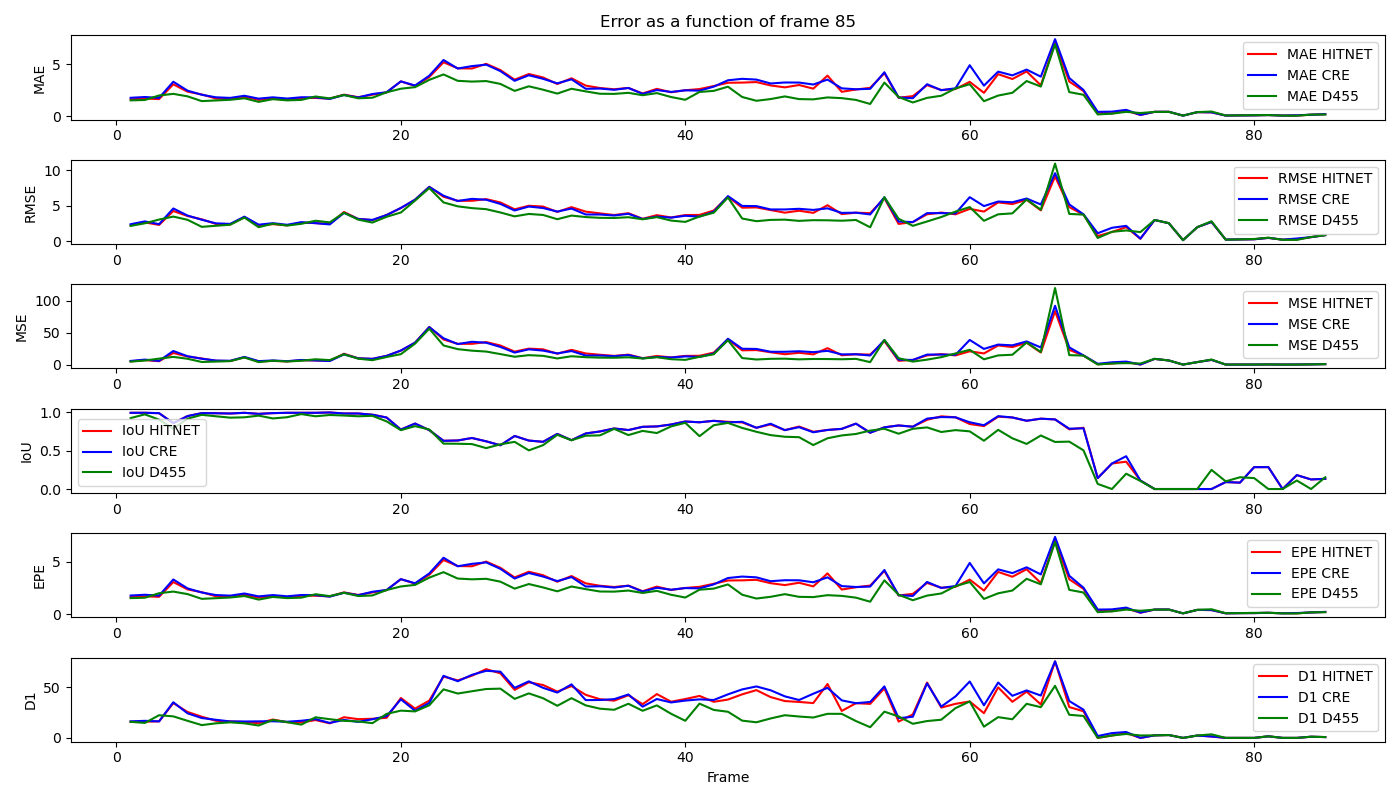 Error as a function of frame 85
MAE
5
0
MAE HITNET
MAE CRE
MAE D455
0 20 40 60 80
RMSE
10
5
0
RMSE HITNET
RMSE CRE
RMSE D455
0 20 40 60 80
MSE
100
50
0
MSE HITNET
MSE CRE
MSE D455
0 20 40 60 80
IoU
1.0
0.5
0.0
IoU HITNET
IoU CRE
IoU D455
0 20 40 60 80
EPE
5
0
EPE HITNET
EPE CRE
EPE D455
0 20 40 60 80
D1
50
0
D1 HITNET
D1 CRE
D1 D455
0 20 40 60 80
Frame